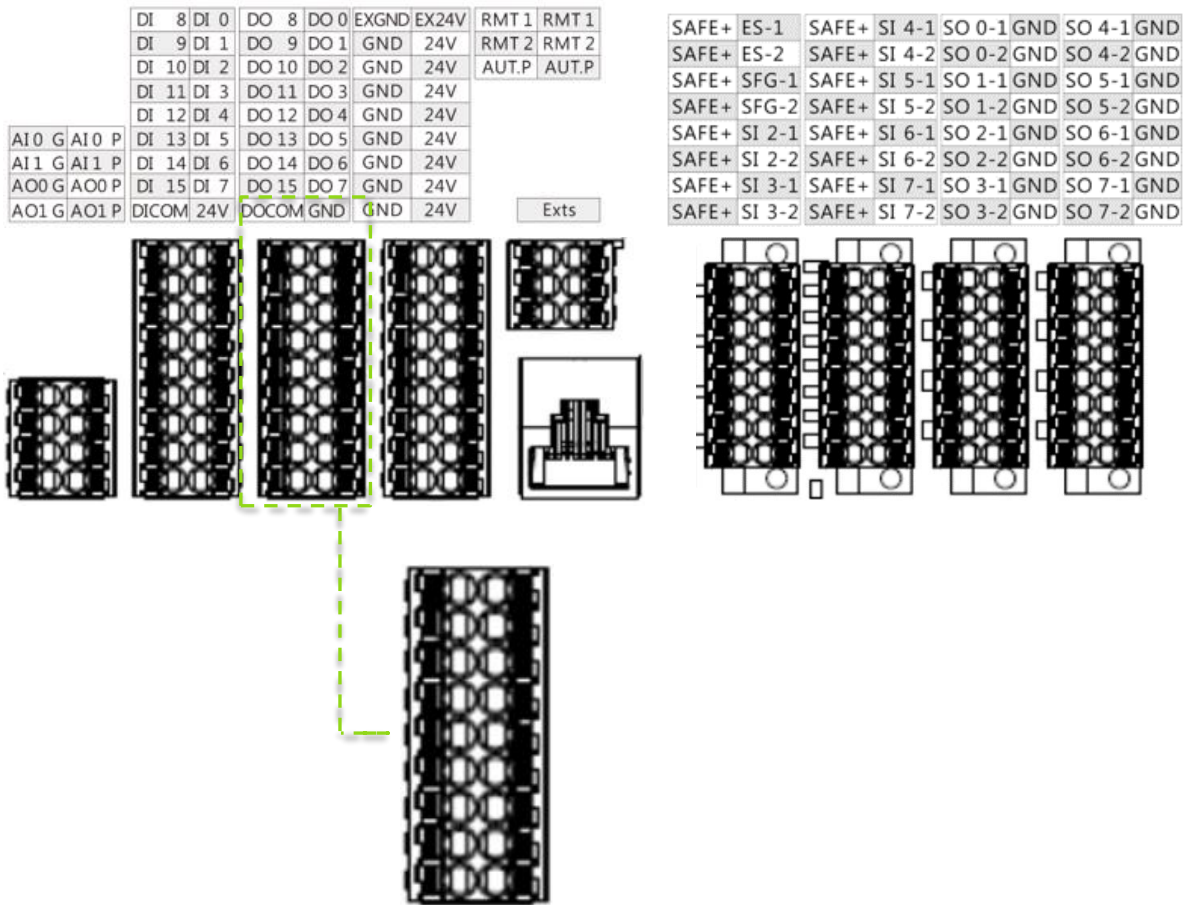 DI 8 DI 0 DO 8 DO 0 EXGND EX24V RMT 1 RMT 1
DI 9 DI 1 DO 9 DO 1 GND 24V RMT 2 RMT 2
DI 10 DI 2 DO 10 DO 2 GND 24V AUT.P AUT.P
DI 11 DI 3 DO 11 DO 3 GND 24V
DI 12 DI 4 DO 12 DO 4 GND 24V
AI 0 G AI 0 P DI 13 DI 5 DO 13 DO 5 GND 24V
AI 1 G AI 1 P DI 14 DI 6 DO 14 DO 6 GND 24V
AO0 G AO0 P DI 15 DI 7 DO 15 DO 7 GND 24V
AO1 G AO1 P DICOM 24V DOCOM GND GND 24V Exts
SAFE+ ES-1 SAFE+ SI 4-1 SO 0-1 GND SO 4-1 GND
SAFE+ ES-2 SAFE+ SI 4-2 SO 0-2 GND SO 4-2 GND
SAFE+ SFG-1 SAFE+ SI 5-1 SO 1-1 GND SO 5-1 GND
SAFE+ SFG-2 SAFE+ SI 5-2 SO 1-2 GND SO 5-2 GND
SAFE+ SI 2-1 SAFE+ SI 6-1 SO 2-1 GND SO 6-1 GND
SAFE+ SI 2-2 SAFE+ SI 6-2 SO 2-2 GND SO 6-2 GND
SAFE+ SI 3-1 SAFE+ SI 7-1 SO 3-1 GND SO 7-1 GND
SAFE+ SI 3-2 SAFE+ SI 7-2 SO 3-2 GND SO 7-2 GND